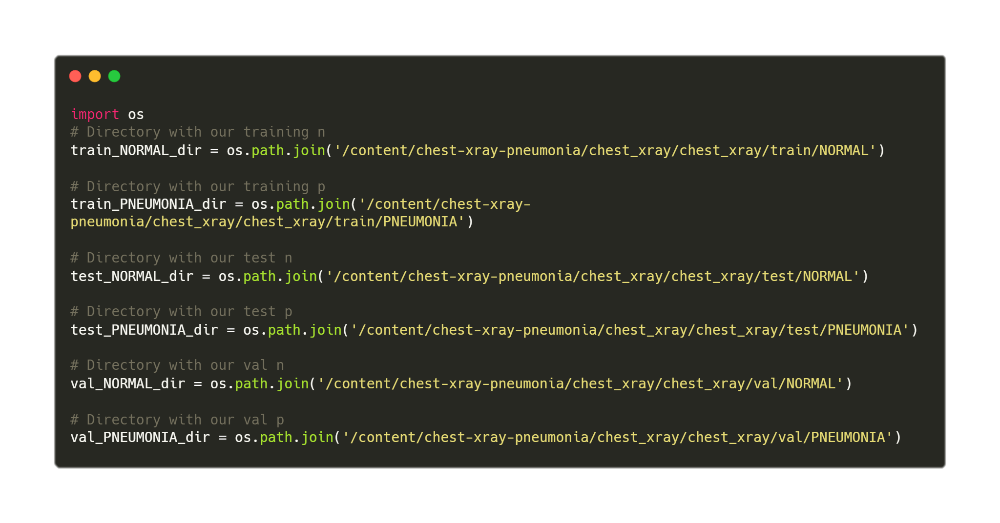 import os
# Directory with our training n
train_NORMAL_dir = os.path.join('/content/chest-xray-pneumonia/chest_xray/chest_xray/train/NORMAL')
# Directory with our training p
train_PNEUMONIA_dir = os.path.join('/content/chest-xray-
pneumonia/chest_xray/chest_xray/train/PNEUMONIA')
# Directory with our test n
test_NORMAL_dir = os.path.join('/content/chest-xray-pneumonia/chest_xray/chest_xray/test/NORMAL')
# Directory with our test p
test_PNEUMONIA_dir = os.path.join('/content/chest-xray-pneumonia/chest_xray/chest_xray/test/PNEUMONIA')
# Directory with our val n
val_NORMAL_dir = os.path.join('/content/chest-xray-pneumonia/chest_xray/chest_xray/val/NORMAL')
# Directory with our val p
val_PNEUMONIA_dir = os.path.join('/content/chest-xray-pneumonia/chest_xray/chest_xray/val/PNEUMONIA')